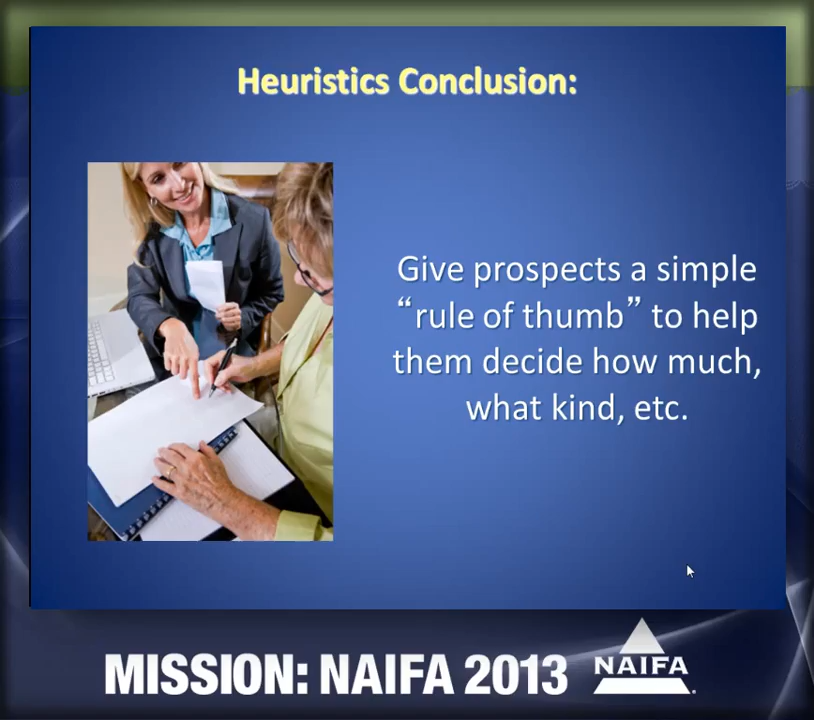 Heuristics Conclusion:
Give prospects a simple
“rule of thumb” to help
them decide how much,
what kind, etc.
MISSION: NAIFA 2013
NAIFA